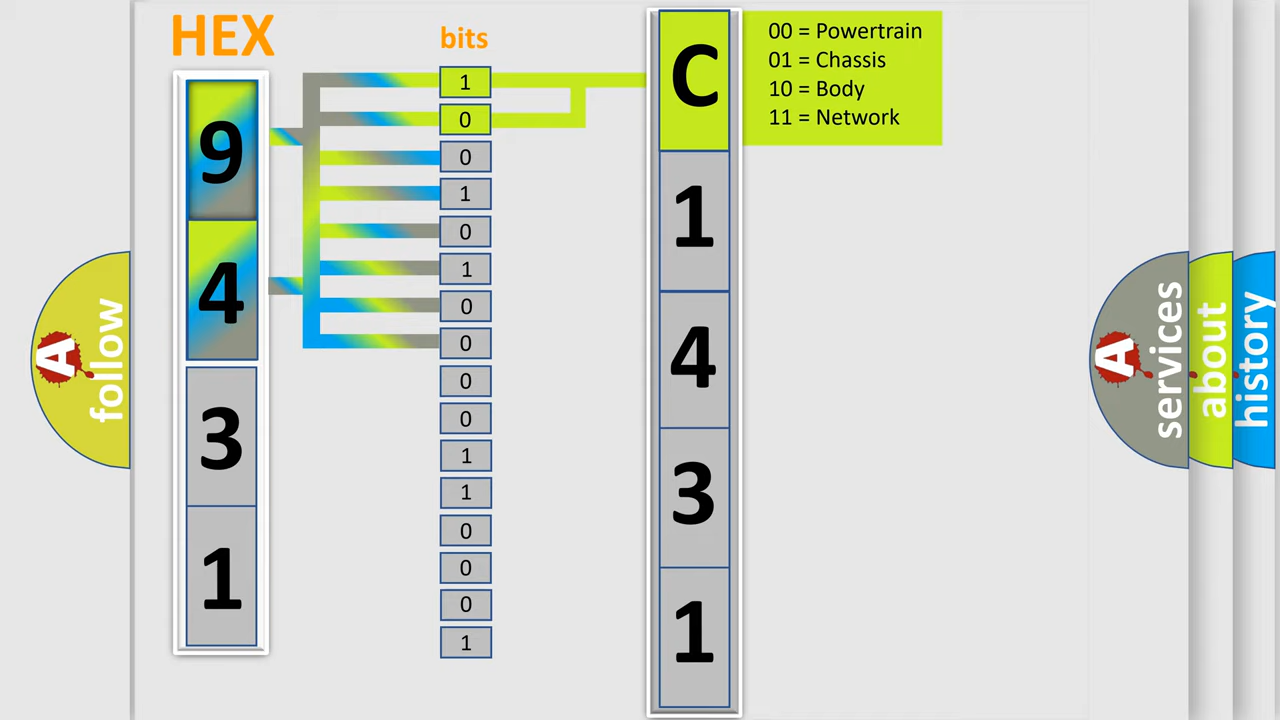 HEX
bits
9
4
3
1
1
0
0
1
0
1
0
0
0
0
1
1
0
0
0
1
C
1
4
3
1
00 = Powertrain
01 = Chassis
10 = Body
11 = Network
A
follow
A
services
about
history